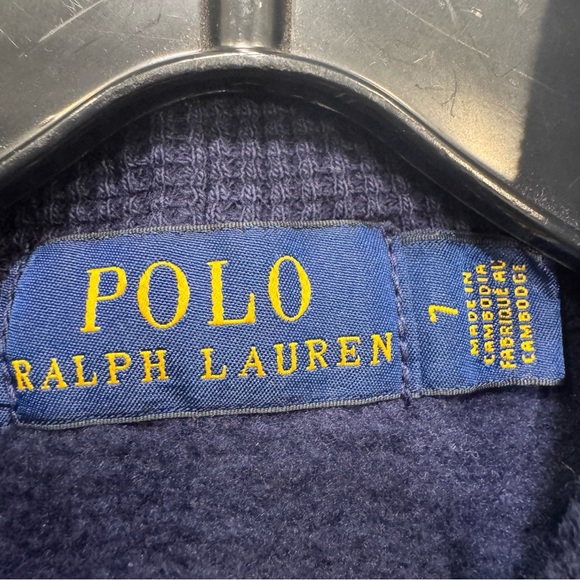 POLO
RALPH LAUREN
7
MADE IN
CAMBODIA
FABRIQUÉ AU
CAMBODGE